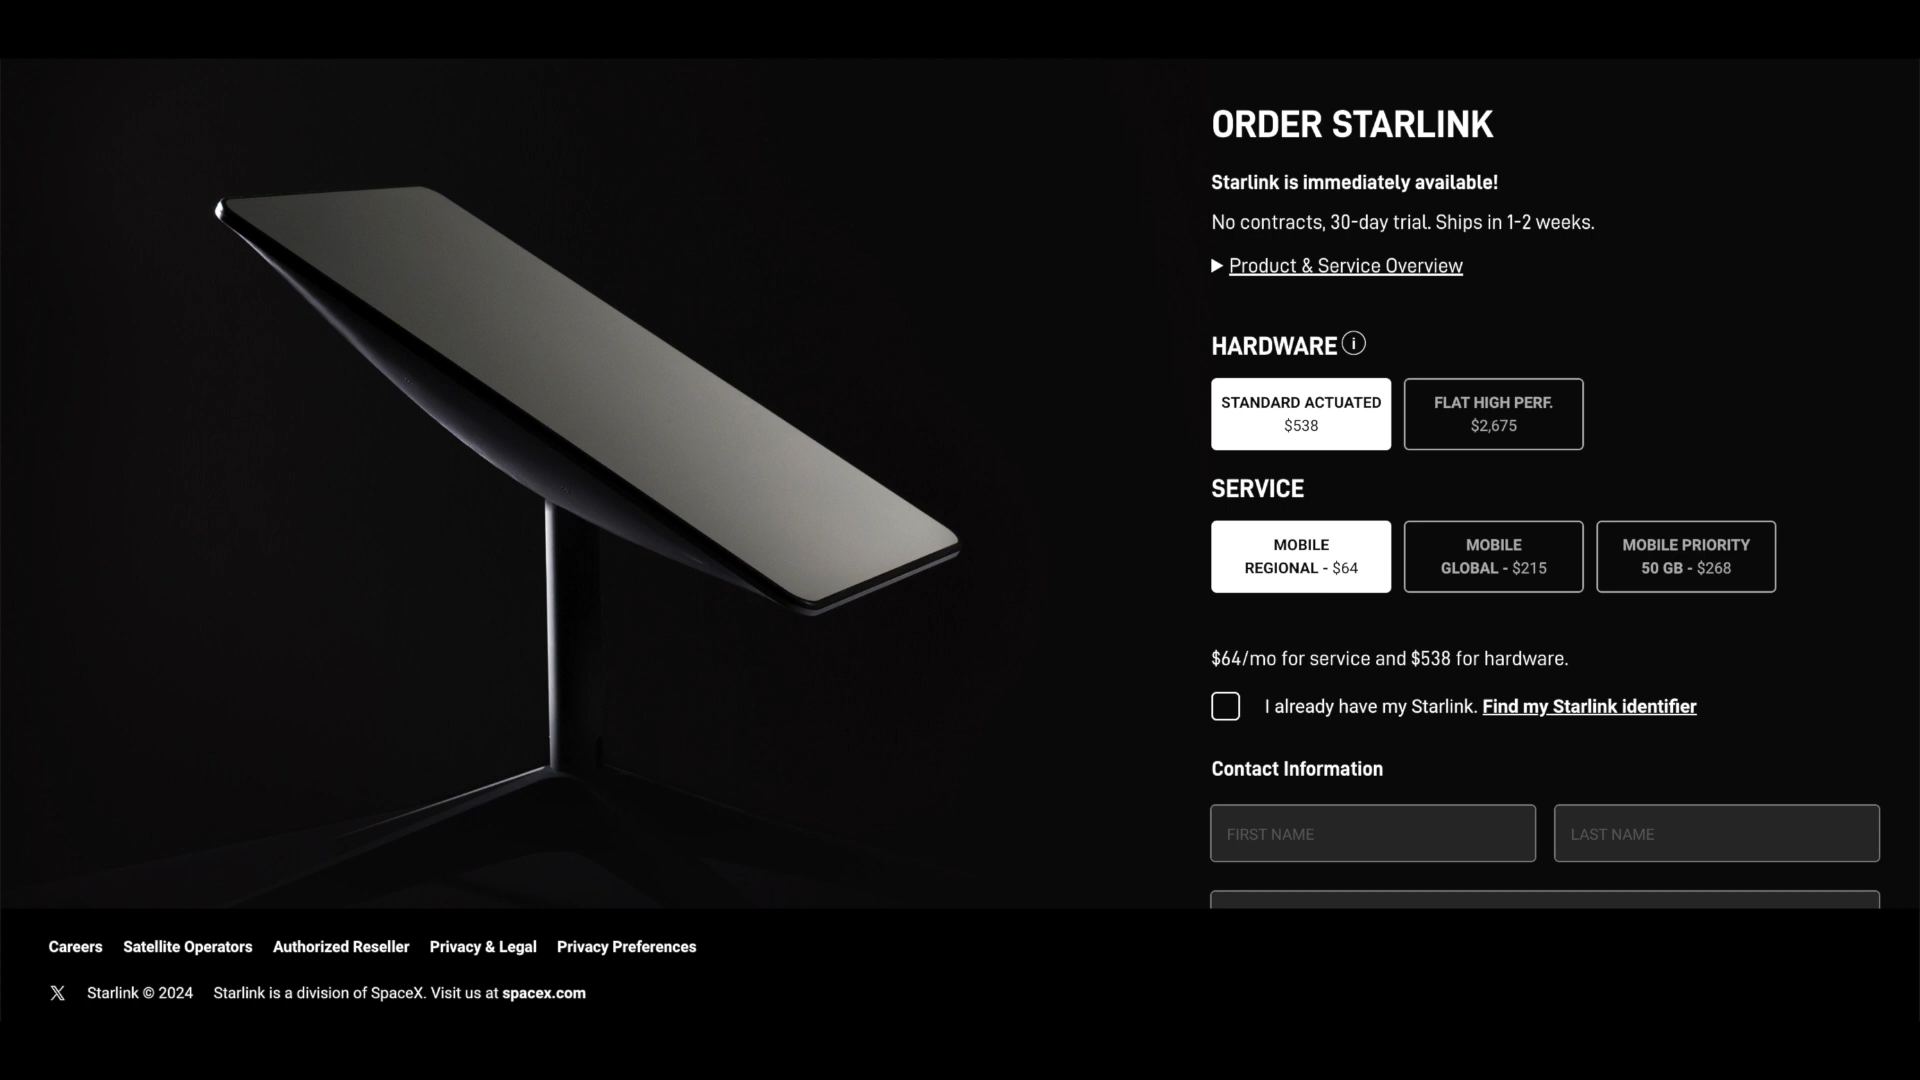 ORDER STARLINK
Starlink is immediately available!
No contracts, 30-day trial. Ships in 1-2 weeks.
Product & Service Overview
HARDWARE i
STANDARD ACTUATED
$538
FLAT HIGH PERF.
$2,675
SERVICE
MOBILE
REGIONAL - $64
MOBILE
GLOBAL - $215
MOBILE PRIORITY
50 GB - $268
$64/mo for service and $538 for hardware.
I already have my Starlink. Find my Starlink identifier
Contact Information
FIRST NAME
LAST NAME
Careers Satellite Operators Authorized Reseller Privacy & Legal Privacy Preferences
X Starlink © 2024 Starlink is a division of SpaceX. Visit us at spacex.com